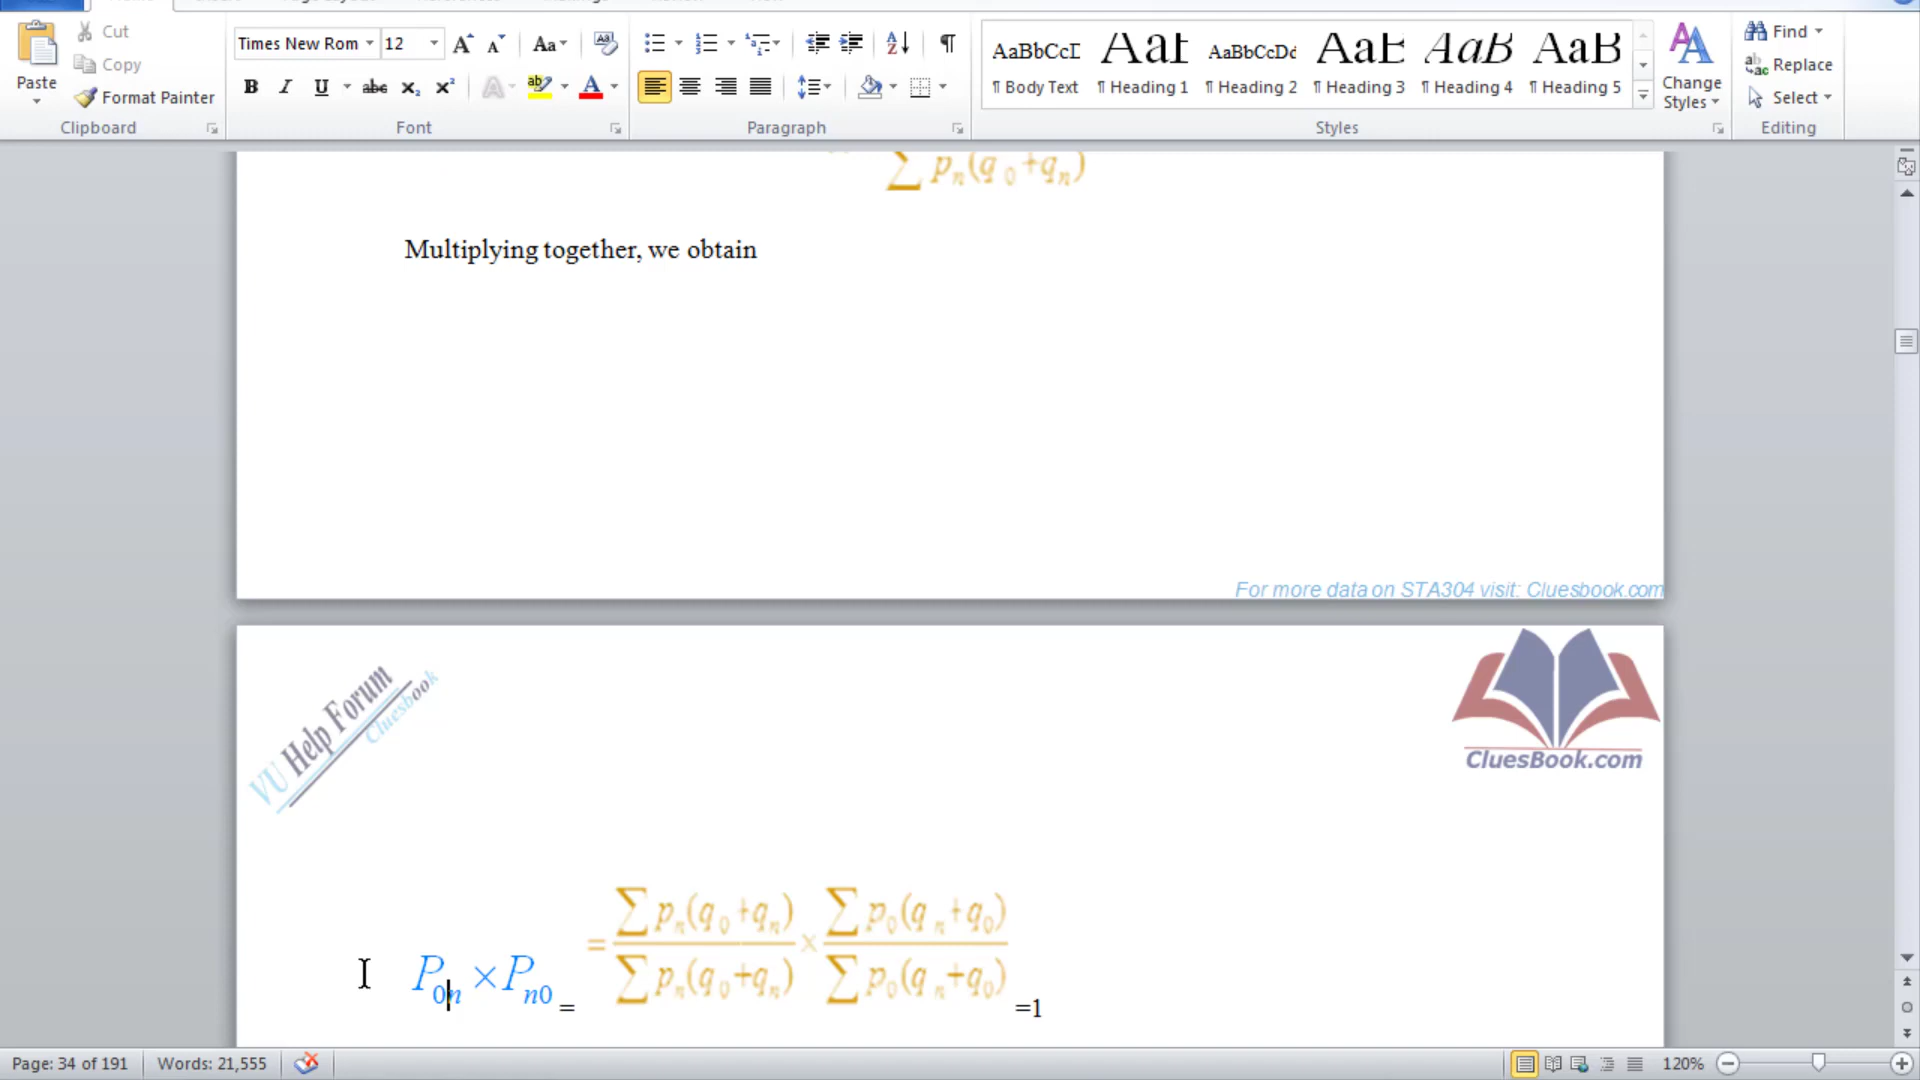 Cut
Copy
Format Painter
Paste
Clipboard
Times New Rom 12
Font
Paragraph
AaBbCcD AaB AaBbCcDd AaB AaB AaB
¶ Body Text ¶ Heading 1 ¶ Heading 2 ¶ Heading 3 ¶ Heading 4 ¶ Heading 5
Change Styles
Styles
Find
Replace
Select
Editing
∑ pₙ(q₀+qₙ)
Multiplying together, we obtain
For more data on STA304 visit: Cluesbook.com
VU Help Forum
Cluesbook
CluesBook.com
P₀ₙ × Pₙ₀ = = ∑ pₙ(q₀+qₙ) / ∑ pₙ(q₀+qₙ) × ∑ p₀(qₙ+q₀) / ∑ p₀(qₙ+q₀) =1
Page: 34 of 191 Words: 21,555 120%